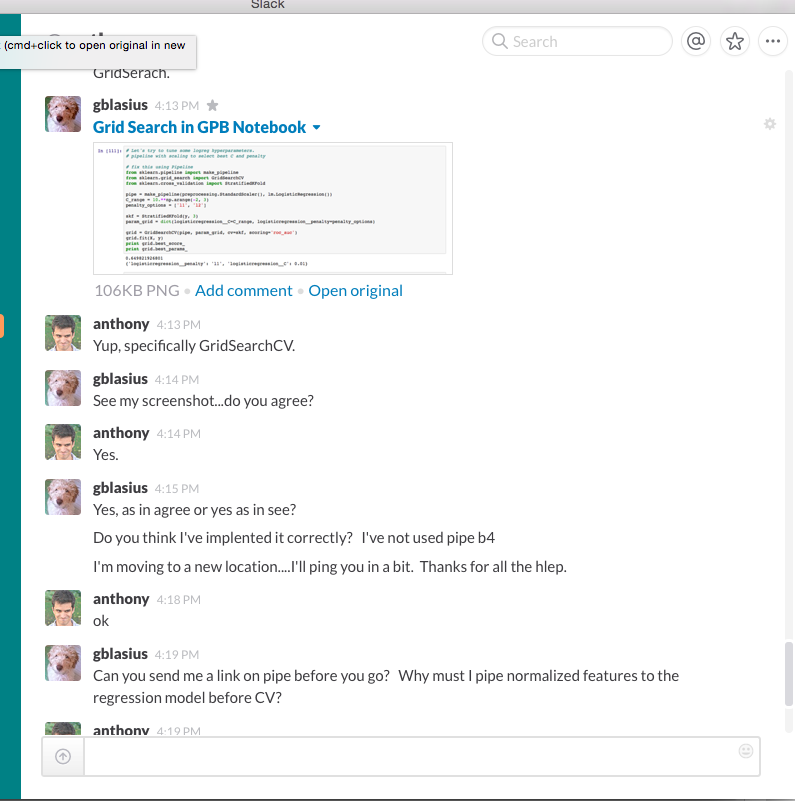 Slack
(cmd+click to open original in new
Search
GridSerach.
gblasius 4:13 PM
Grid Search in GPB Notebook
In [111]: # Let's try to tune some logreg hyperparameters.
# pipeline with scaling to select best C and penalty
# fix this using Pipeline
from sklearn.pipeline import make_pipeline
from sklearn.grid_search import GridSearchCV
from sklearn.cross_validation import StratifiedKFold
pipe = make_pipeline(preprocessing.StandardScaler(), lm.LogisticRegression())
C_range = 10.**np.arange(-2, 3)
penalty_options = ['l1', 'l2']
skf = StratifiedKFold(y, 3)
param_grid = dict(logisticregression__C=C_range, logisticregression__penalty=penalty_options)
grid = GridSearchCV(pipe, param_grid, cv=skf, scoring='roc_auc')
grid.fit(X, y)
print grid.best_score_
print grid.best_params_
{'logisticregression__penalty': 'l1', 'logisticregression__C': 0.01}
106KB PNG • Add comment • Open original
anthony 4:13 PM
Yup, specifically GridSearchCV.
gblasius 4:14 PM
See my screenshot...do you agree?
anthony 4:14 PM
Yes.
gblasius 4:15 PM
Yes, as in agree or yes as in see?
Do you think I've implented it correctly? I've not used pipe b4
I'm moving to a new location....I'll ping you in a bit. Thanks for all the hlep.
anthony 4:18 PM
ok
gblasius 4:19 PM
Can you send me a link on pipe before you go? Why must I pipe normalized features to the
regression model before CV?
anthony 4:19 PM